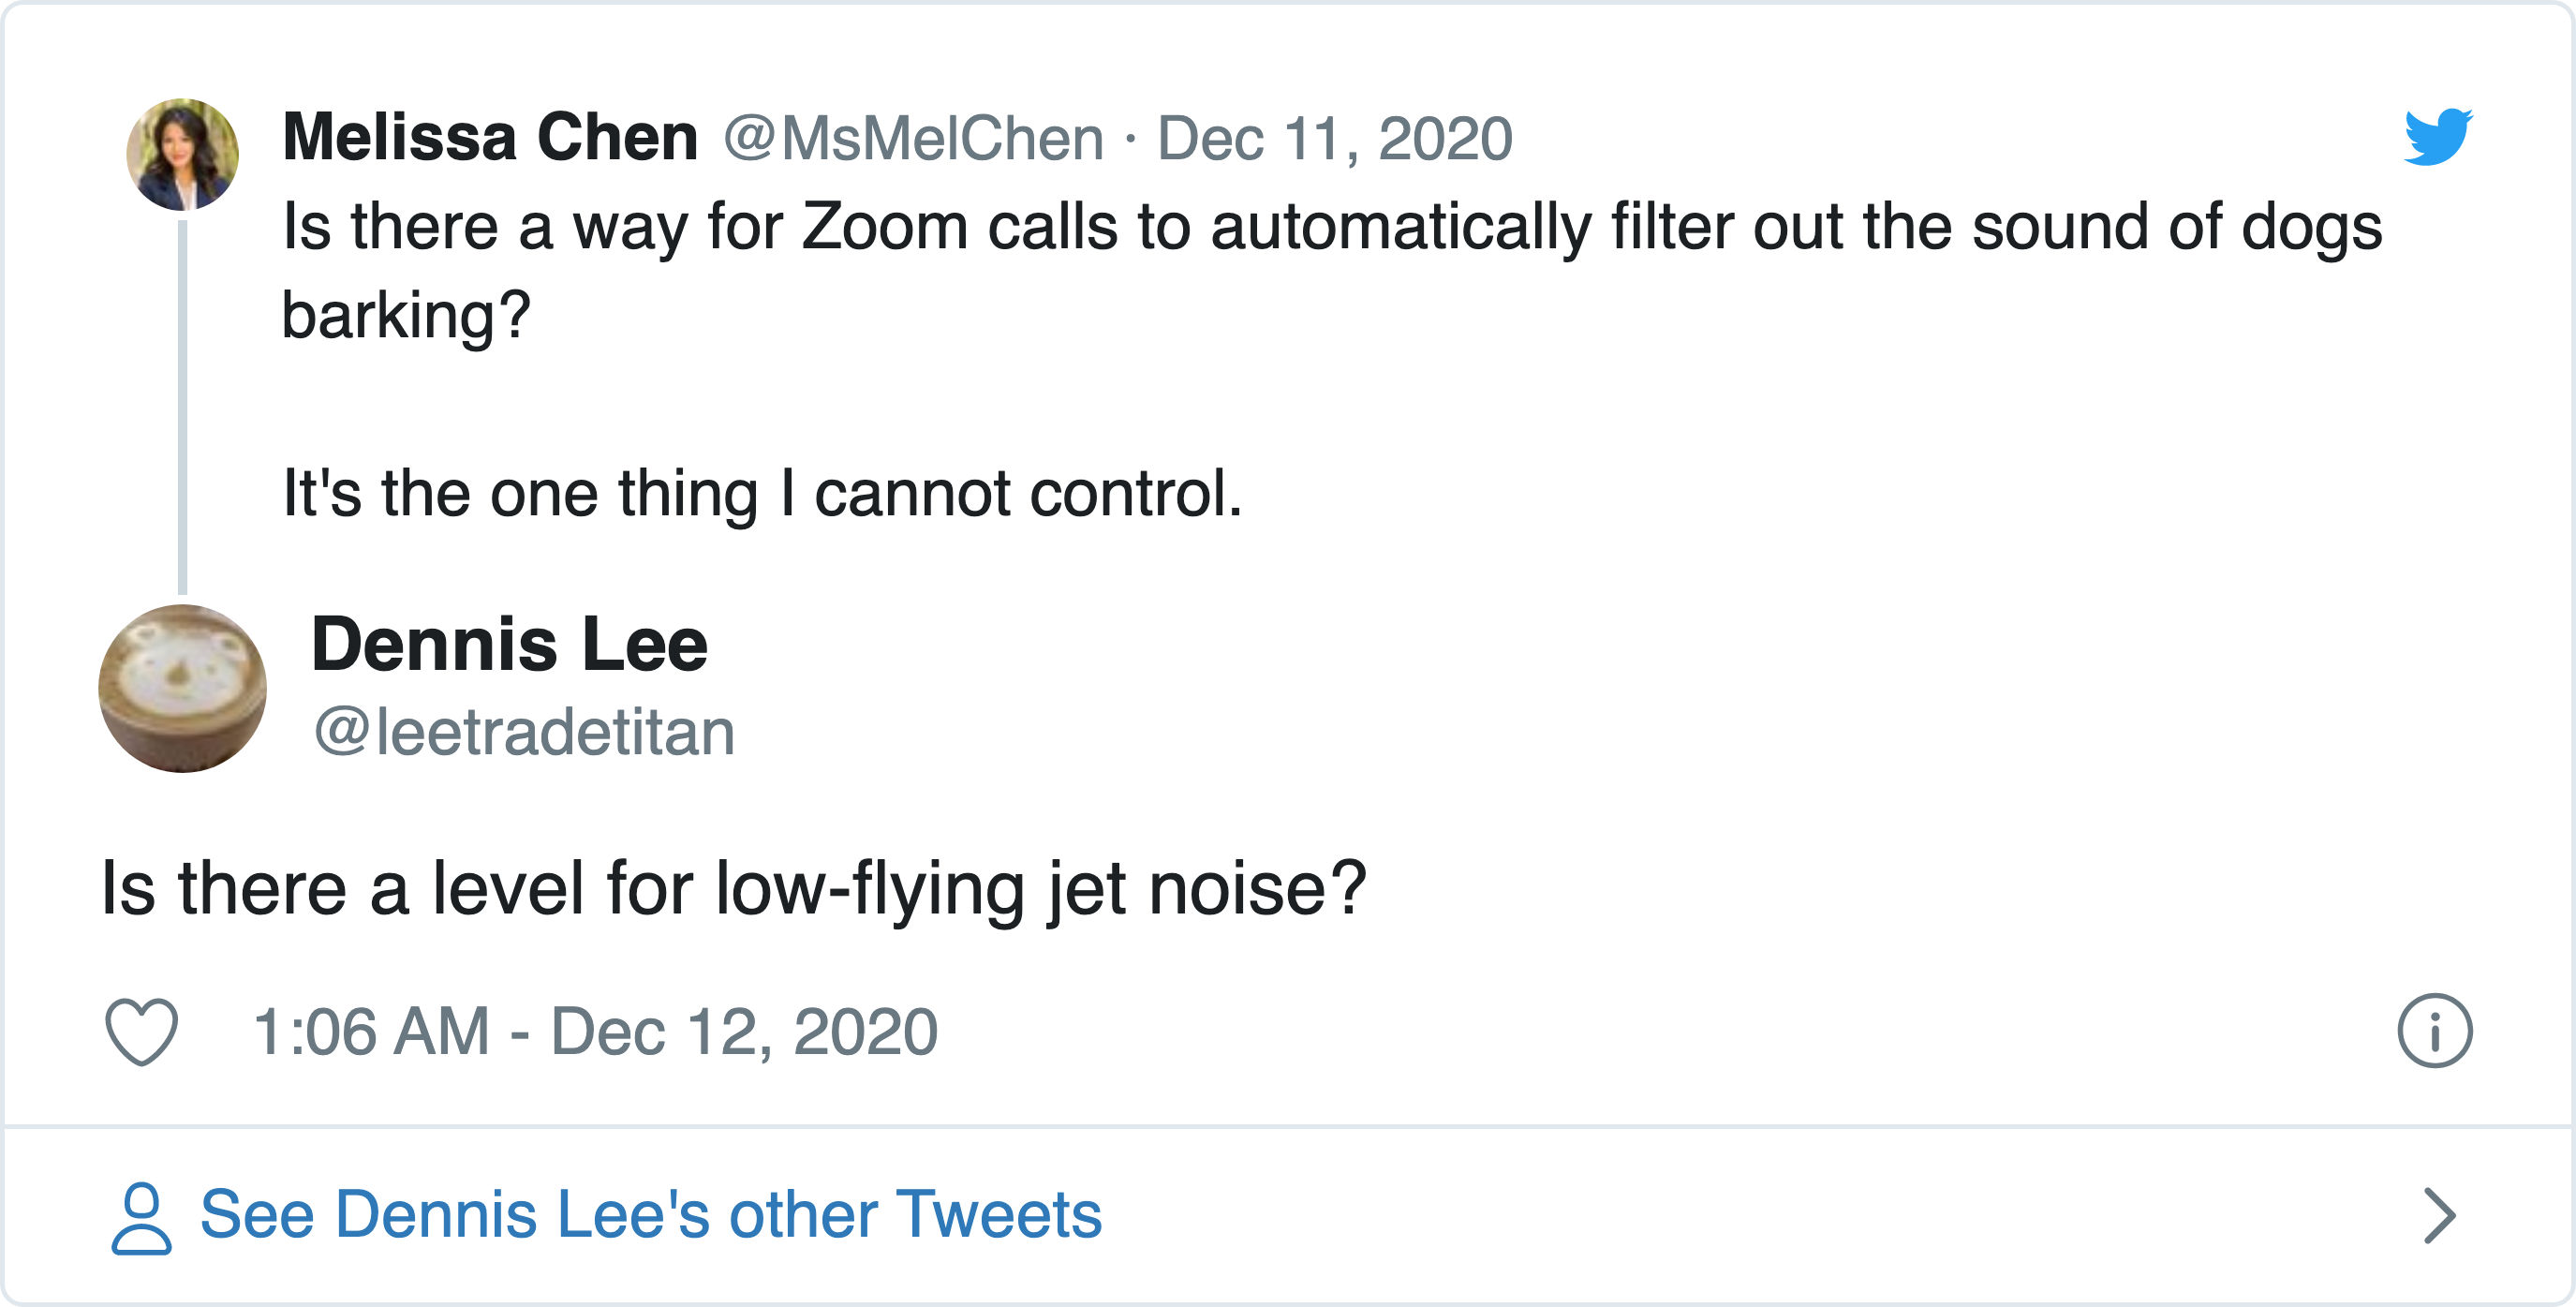 Melissa Chen @MsMelChen · Dec 11, 2020
Is there a way for Zoom calls to automatically filter out the sound of dogs
barking?
It's the one thing I cannot control.
Dennis Lee
@leetradetitan
Is there a level for low-flying jet noise?
1:06 AM - Dec 12, 2020
See Dennis Lee's other Tweets